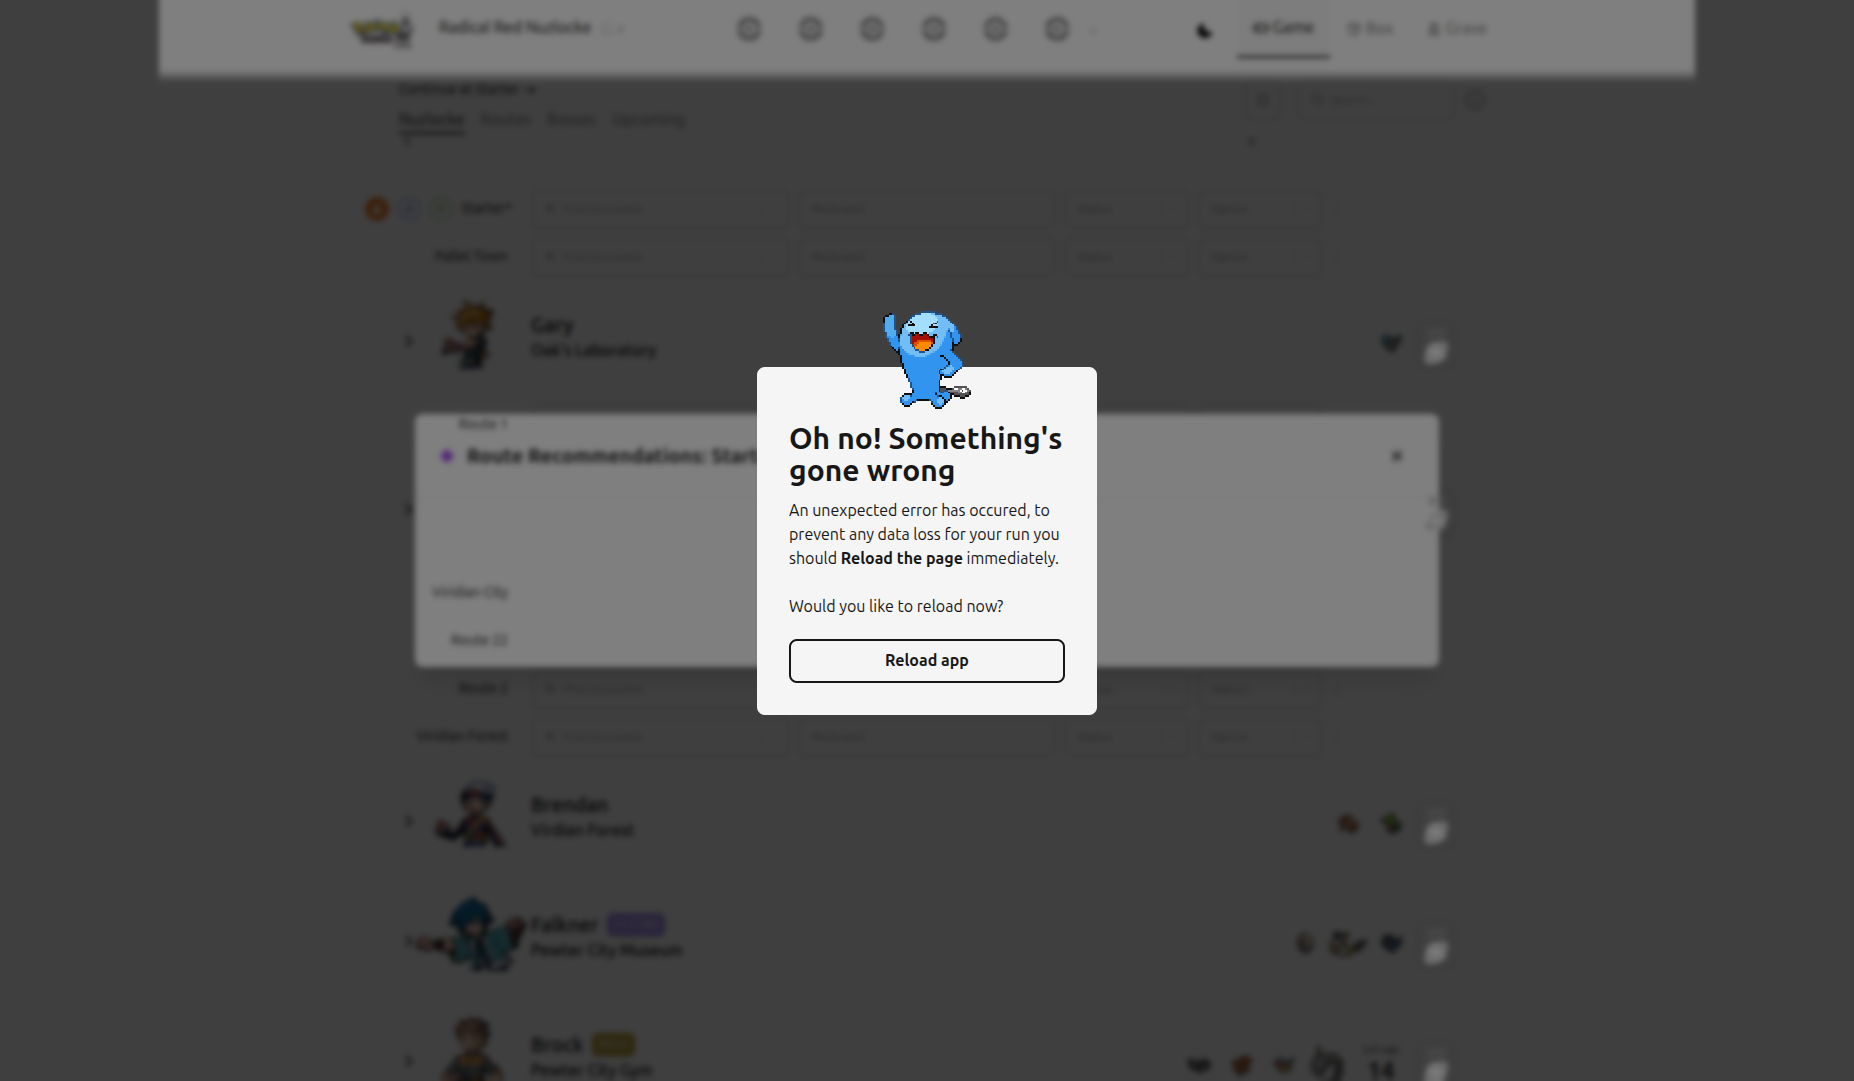 Radical Red Nuzlocke
Game
Box
Grave
Continue at Starter
Nuzlocke Routes Bosses Upcoming
Starter*
Pallet Town
Gary
Oak's Laboratory
Route 1
Route Recommendations: Start
Oh no! Something's
gone wrong
An unexpected error has occured, to
prevent any data loss for your run you
should Reload the page immediately.
Would you like to reload now?
Reload app
Viridian City
Route 22
Route 2
Viridian Forest
Brendan
Viridian Forest
Falkner
Pewter City Museum
Brock
Pewter City Gym
14